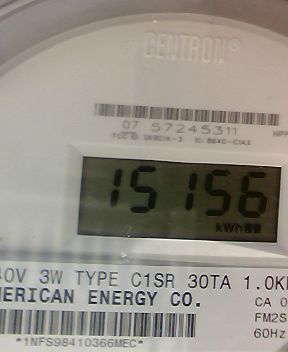 CENTRON®
07 57245311
15156
kWh
40V 3W TYPE C1SR 30TA 1.0K
MERICAN ENERGY CO.
CA 0
FM2S
60Hz
*1NFS98410366MEC*